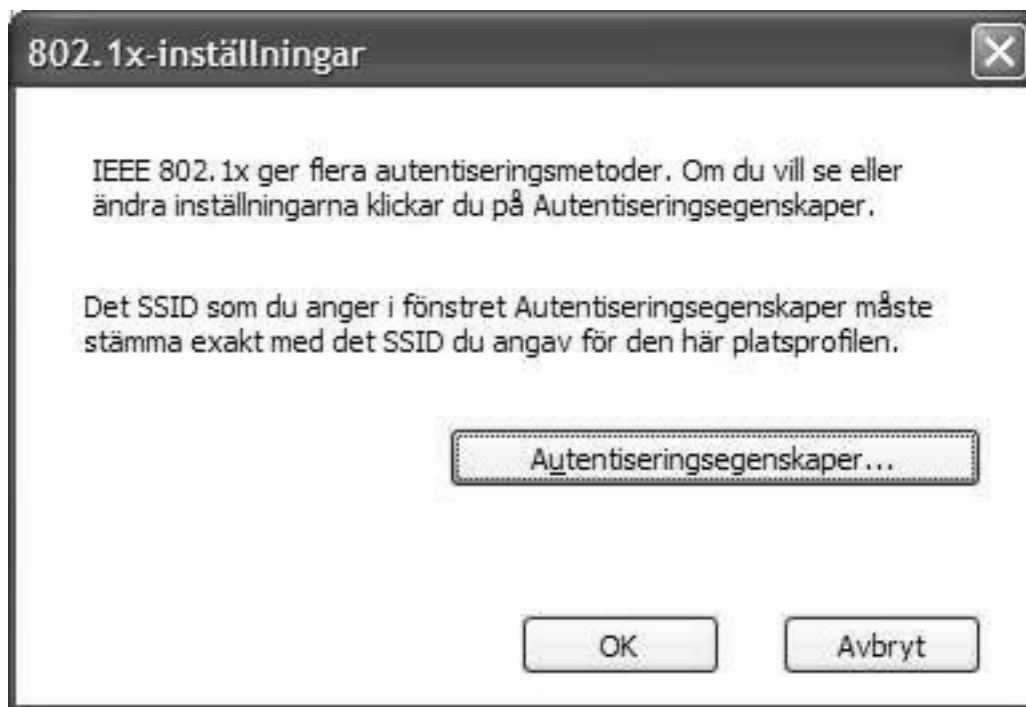 802.1x-inställningar
IEEE 802.1x ger flera autentiseringsmetoder. Om du vill se eller
ändra inställningarna klickar du på Autentiseringsegenskaper.
Det SSID som du anger i fönstret Autentiseringsegenskaper måste
stämma exakt med det SSID du angav för den här platsprofilen.
Autentiseringsegenskaper...
OK
Avbryt